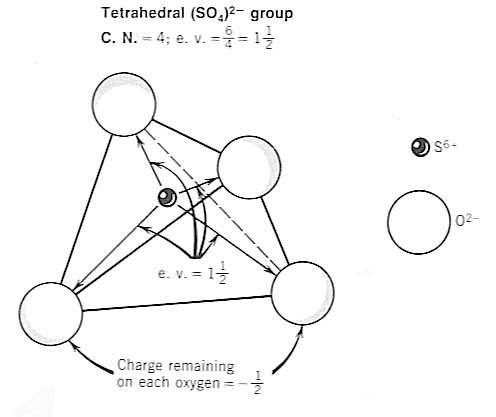 Tetrahedral (SO₄)²⁻ group
C. N. = 4; e. v. = 6/4 = 1 1/2
S⁶⁺
O²⁻
e. v. = 1 1/2
Charge remaining
on each oxygen = − 1/2